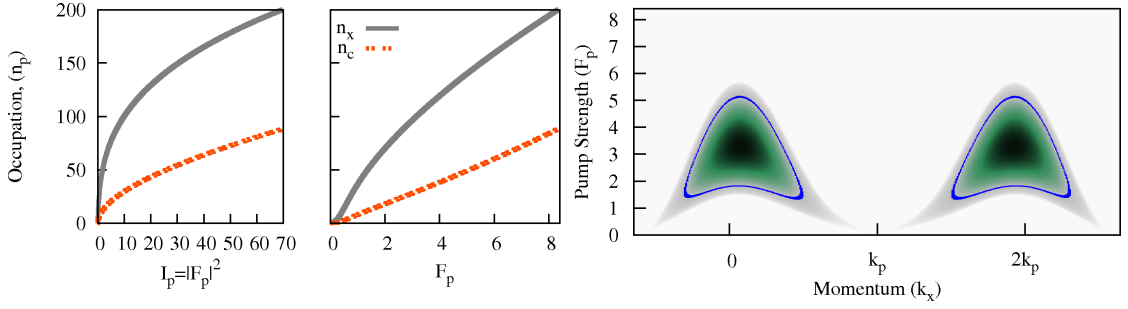 Occupation, (n_p)
200
150
100
50
0
0 10 20 30 40 50 60 70
I_p=|F_p|^2
n_x
n_c
0 2 4 6 8
F_p
Pump Strength (F_p)
8
7
6
5
4
3
2
1
0
0 k_p 2k_p
Momentum (k_x)